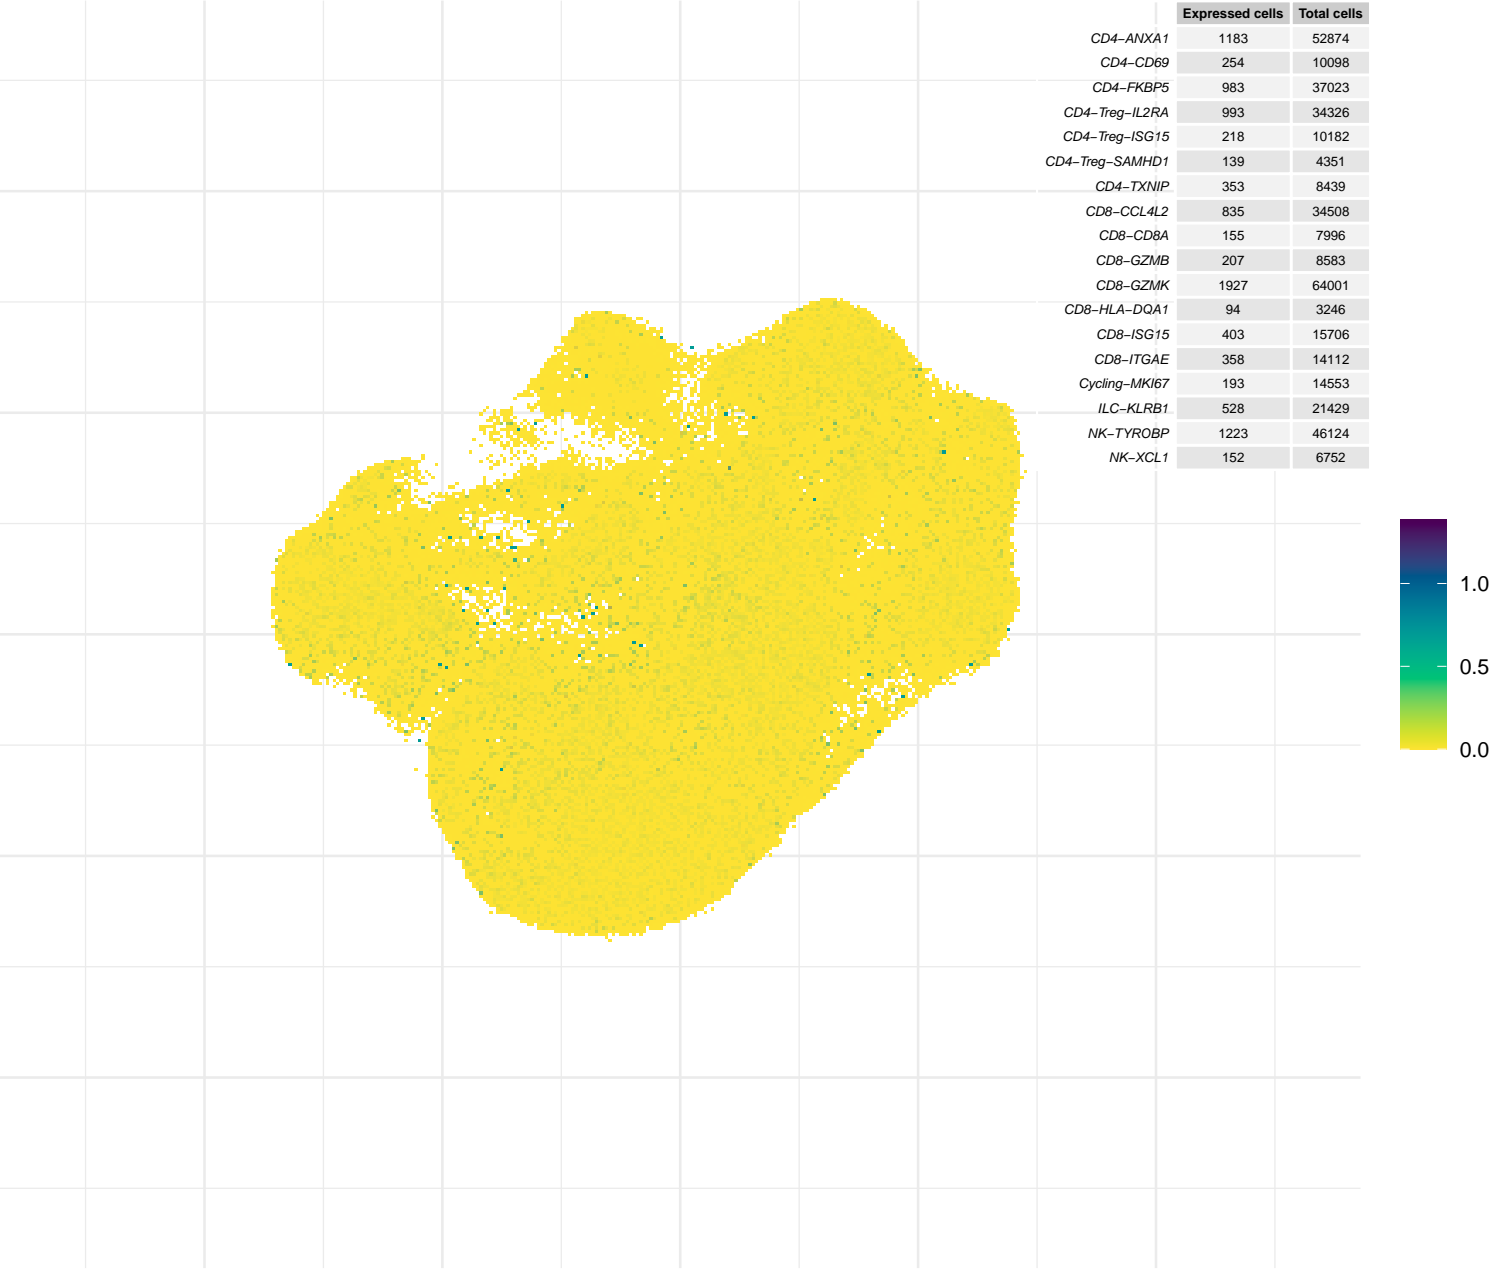 Expressed cells Total cells
CD4−ANXA1 1183 52874
CD4−CD69 254 10098
CD4−FKBP5 983 37023
CD4−Treg−IL2RA 993 34326
CD4−Treg−ISG15 218 10182
CD4−Treg−SAMHD1 139 4351
CD4−TXNIP 353 8439
CD8−CCL4L2 835 34508
CD8−CD8A 155 7996
CD8−GZMB 207 8583
CD8−GZMK 1927 64001
CD8−HLA−DQA1 94 3246
CD8−ISG15 403 15706
CD8−ITGAE 358 14112
Cycling−MKI67 193 14553
ILC−KLRB1 528 21429
NK−TYROBP 1223 46124
NK−XCL1 152 6752
1.0
0.5
0.0